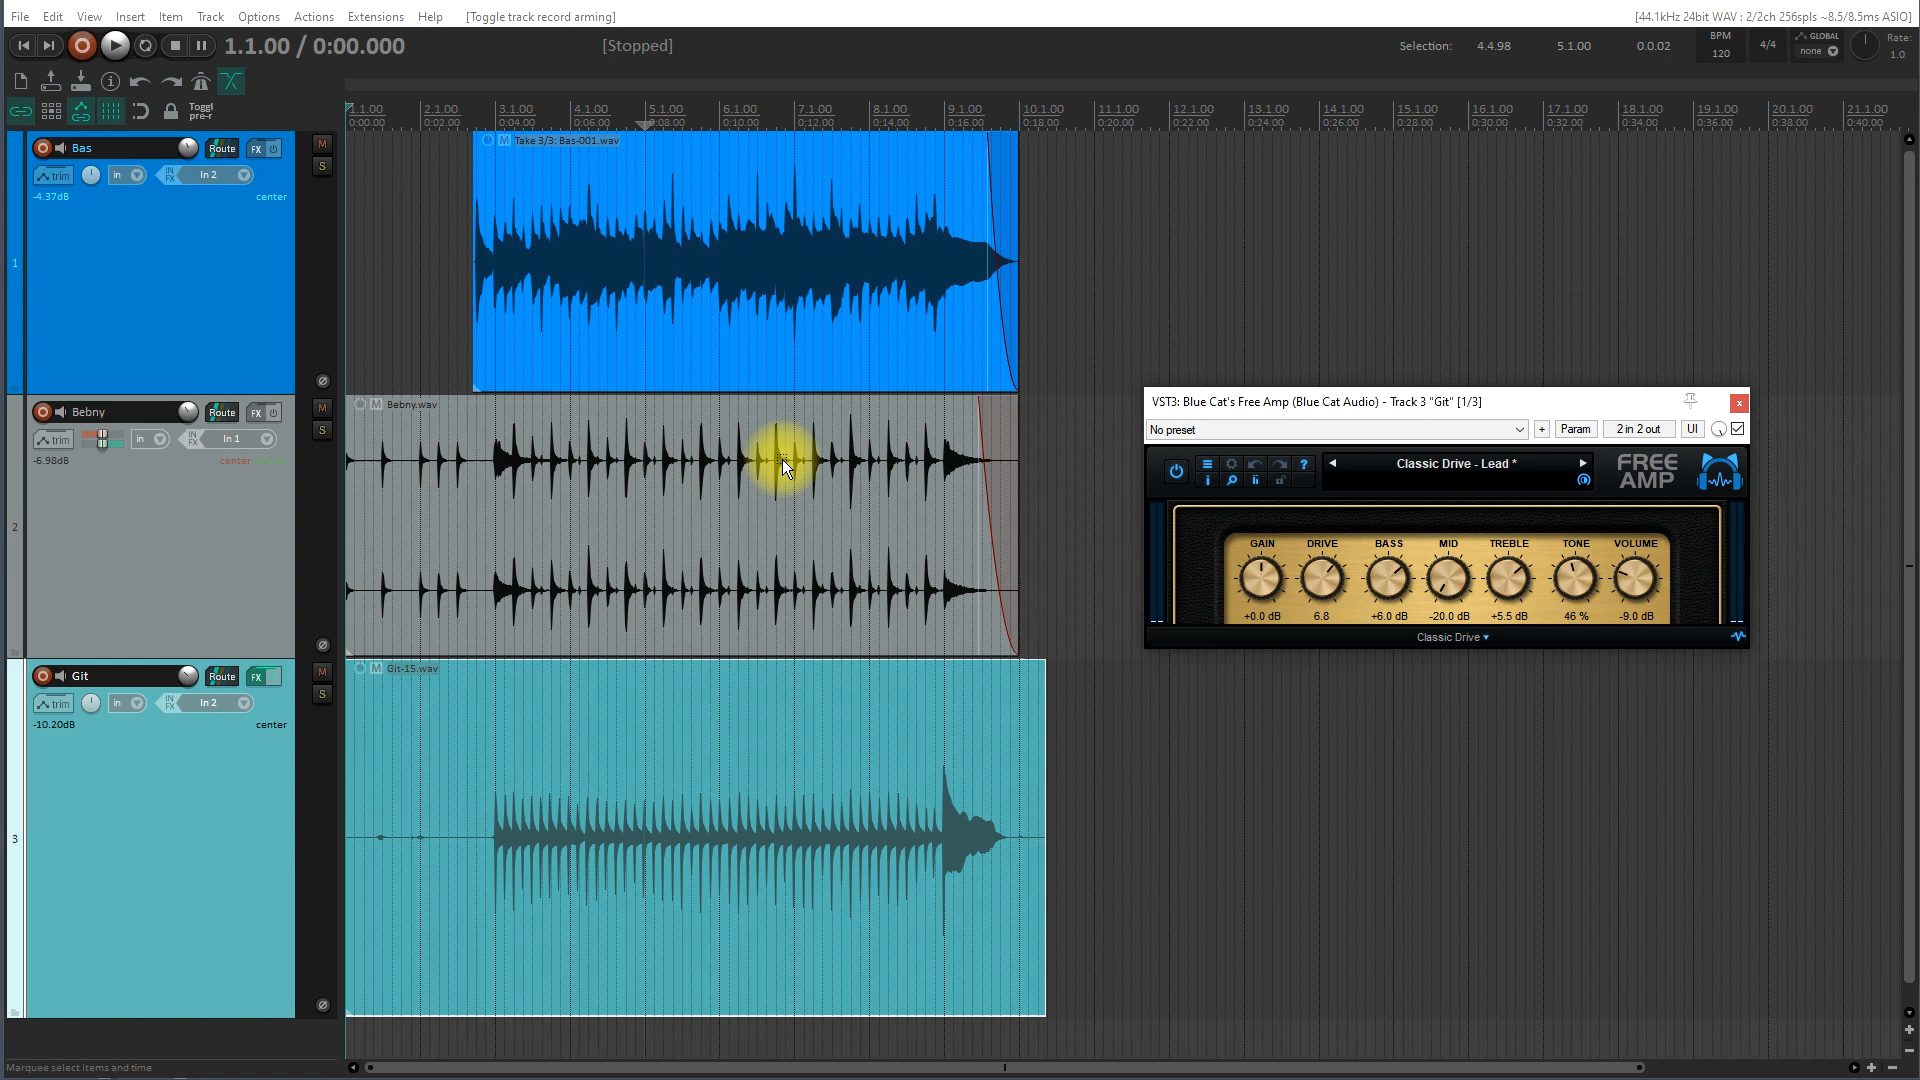 File Edit View Insert Item Track Options Actions Extensions Help [Toggle track record arming] [44.1kHz 24bit WAV : 2/2ch 256spls ~8.5/8.5ms ASIO]
1.1.00 / 0:00.000 [Stopped] Selection: 4.4.98 5.1.00 0.0.02
BPM
120
4/4
GLOBAL
none
Rate:
1.0
Toggl
pre-r
1.1.00 2.1.00 3.1.00 4.1.00 5.1.00 6.1.00 7.1.00 8.1.00 9.1.00 10.1.00 11.1.00 12.1.00 13.1.00 14.1.00 15.1.00 16.1.00 17.1.00 18.1.00 19.1.00 20.1.00 21.1.00
0:00.00 0:02.00 0:04.00 0:06.00 0:08.00 0:10.00 0:12.00 0:14.00 0:16.00 0:18.00 0:20.00 0:22.00 0:24.00 0:26.00 0:28.00 0:30.00 0:32.00 0:34.00 0:36.00 0:38.00 0:40.00
Bas Route FX M
S
trim in IN FX In 2
-4.37dB center
1
M Take 3/3: Bas-001.wav
Bebny Route FX M
S
trim in IN FX In 1
-6.98dB center
2
M Bebny.wav
Git Route FX M
S
trim in IN FX In 2
-10.20dB center
3
M Git-15.wav
VST3: Blue Cat's Free Amp (Blue Cat Audio) - Track 3 "Git" [1/3]
No preset + Param 2 in 2 out UI
Classic Drive - Lead *
FREE
AMP
GAIN DRIVE BASS MID TREBLE TONE VOLUME
+0.0 dB 6.8 +6.0 dB -20.0 dB +5.5 dB 46 % -9.0 dB
Classic Drive
Marquee select items and time